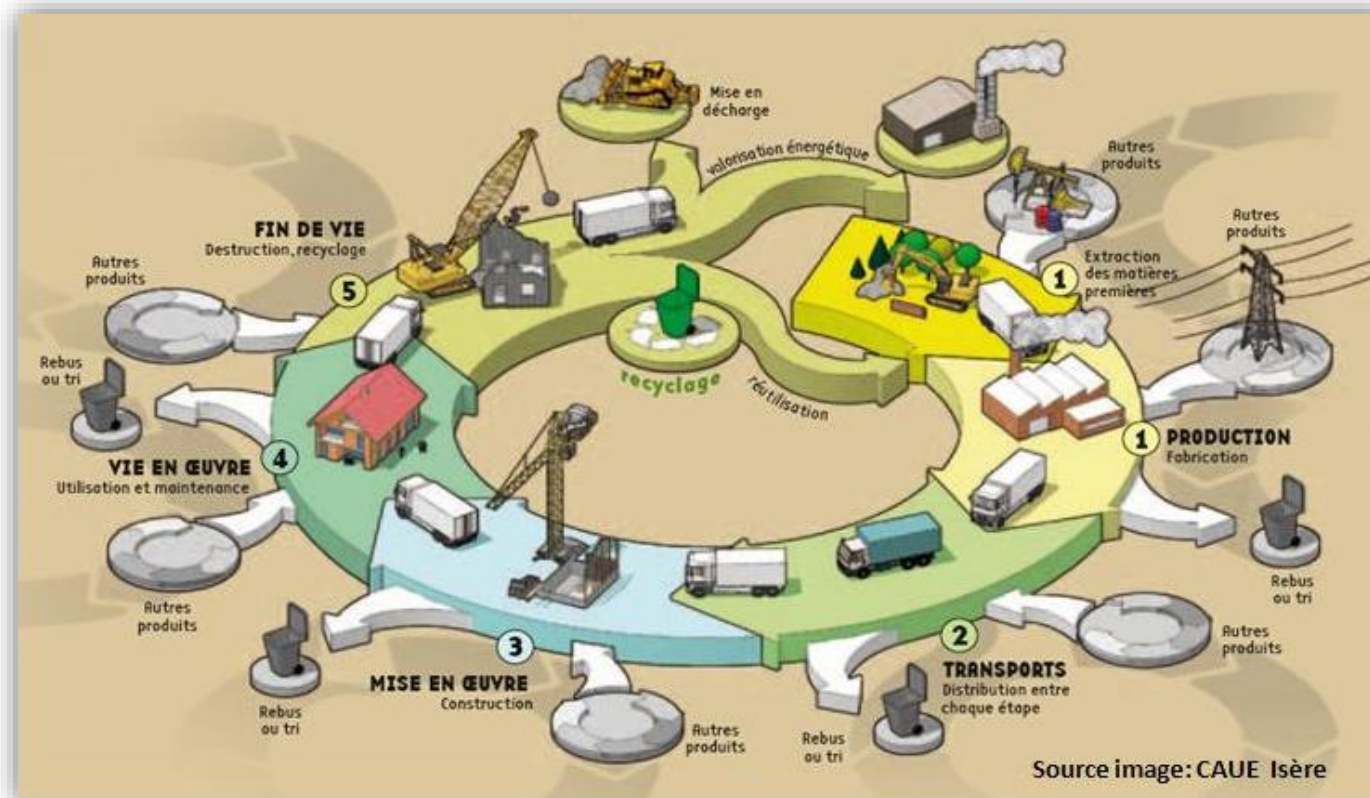 Mise en
décharge
valorisation énergétique
Autres
produits
Autres
produits
FIN DE VIE
Destruction, recyclage
5
Autres
produits
1
Extraction
des matières
premières
Rebus
ou tri
recyclage
réutilisation
1
PRODUCTION
Fabrication
4
VIE EN ŒUVRE
Utilisation et maintenance
Autres
produits
Rebus
ou tri
3
MISE EN ŒUVRE
Construction
Rebus
ou tri
Autres
produits
2
TRANSPORTS
Distribution entre
chaque étape
Autres
produits
Rebus
ou tri
Source image: CAUE Isère